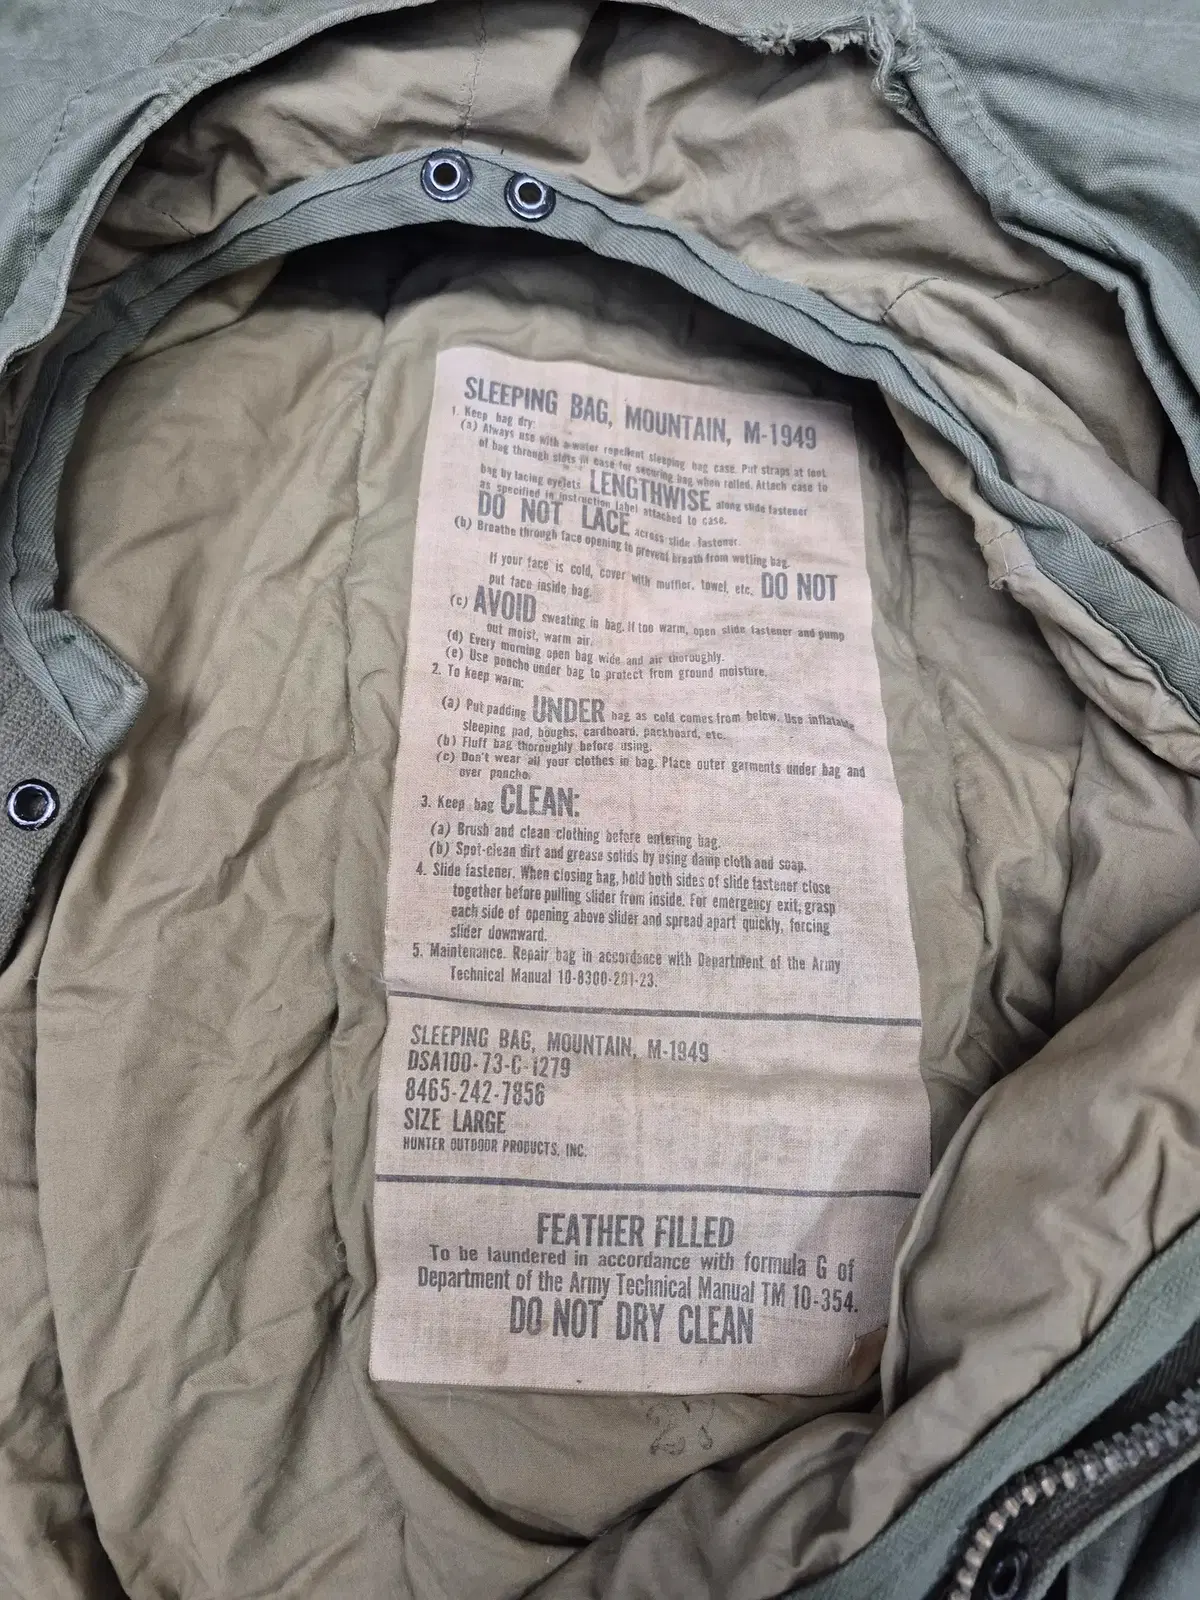 SLEEPING BAG, MOUNTAIN, M-1949
1. Keep bag dry:
(a) Always use with a water repellent sleeping bag case. Put straps at foot
of bag through slots in case for securing bag when rolled. Attach case to
bag by lacing eyelets LENGTHWISE along slide fastener
as specified in instruction label attached to case.
DO NOT LACE across slide fastener.
(b) Breathe through face opening to prevent breath from wetting bag.
If your face is cold, cover with muffler, towel, etc. DO NOT
put face inside bag.
(c) AVOID sweating in bag. If too warm, open slide fastener and pump
out moist, warm air.
(d) Every morning open bag wide and air thoroughly.
(e) Use poncho under bag to protect from ground moisture.
2. To keep warm:
(a) Put padding UNDER bag as cold comes from below. Use inflatable
sleeping pad, boughs, cardboard, packboard, etc.
(b) Fluff bag thoroughly before using.
(c) Don't wear all your clothes in bag. Place outer garments under bag and
over poncho.
3. Keep bag CLEAN:
(a) Brush and clean clothing before entering bag.
(b) Spot-clean dirt and grease solids by using damp cloth and soap.
4. Slide fastener. When closing bag, hold both sides of slide fastener close
together before pulling slider from inside. For emergency exit, grasp
each side of opening above slider and spread apart quickly, forcing
slider downward.
5. Maintenance. Repair bag in accordance with Department of the Army
Technical Manual 10-8300-201-23.
SLEEPING BAG, MOUNTAIN, M-1949
DSA100-73-C-1279
8465-242-7856
SIZE LARGE
HUNTER OUTDOOR PRODUCTS, INC.
FEATHER FILLED
To be laundered in accordance with formula G of
Department of the Army Technical Manual TM 10-354.
DO NOT DRY CLEAN